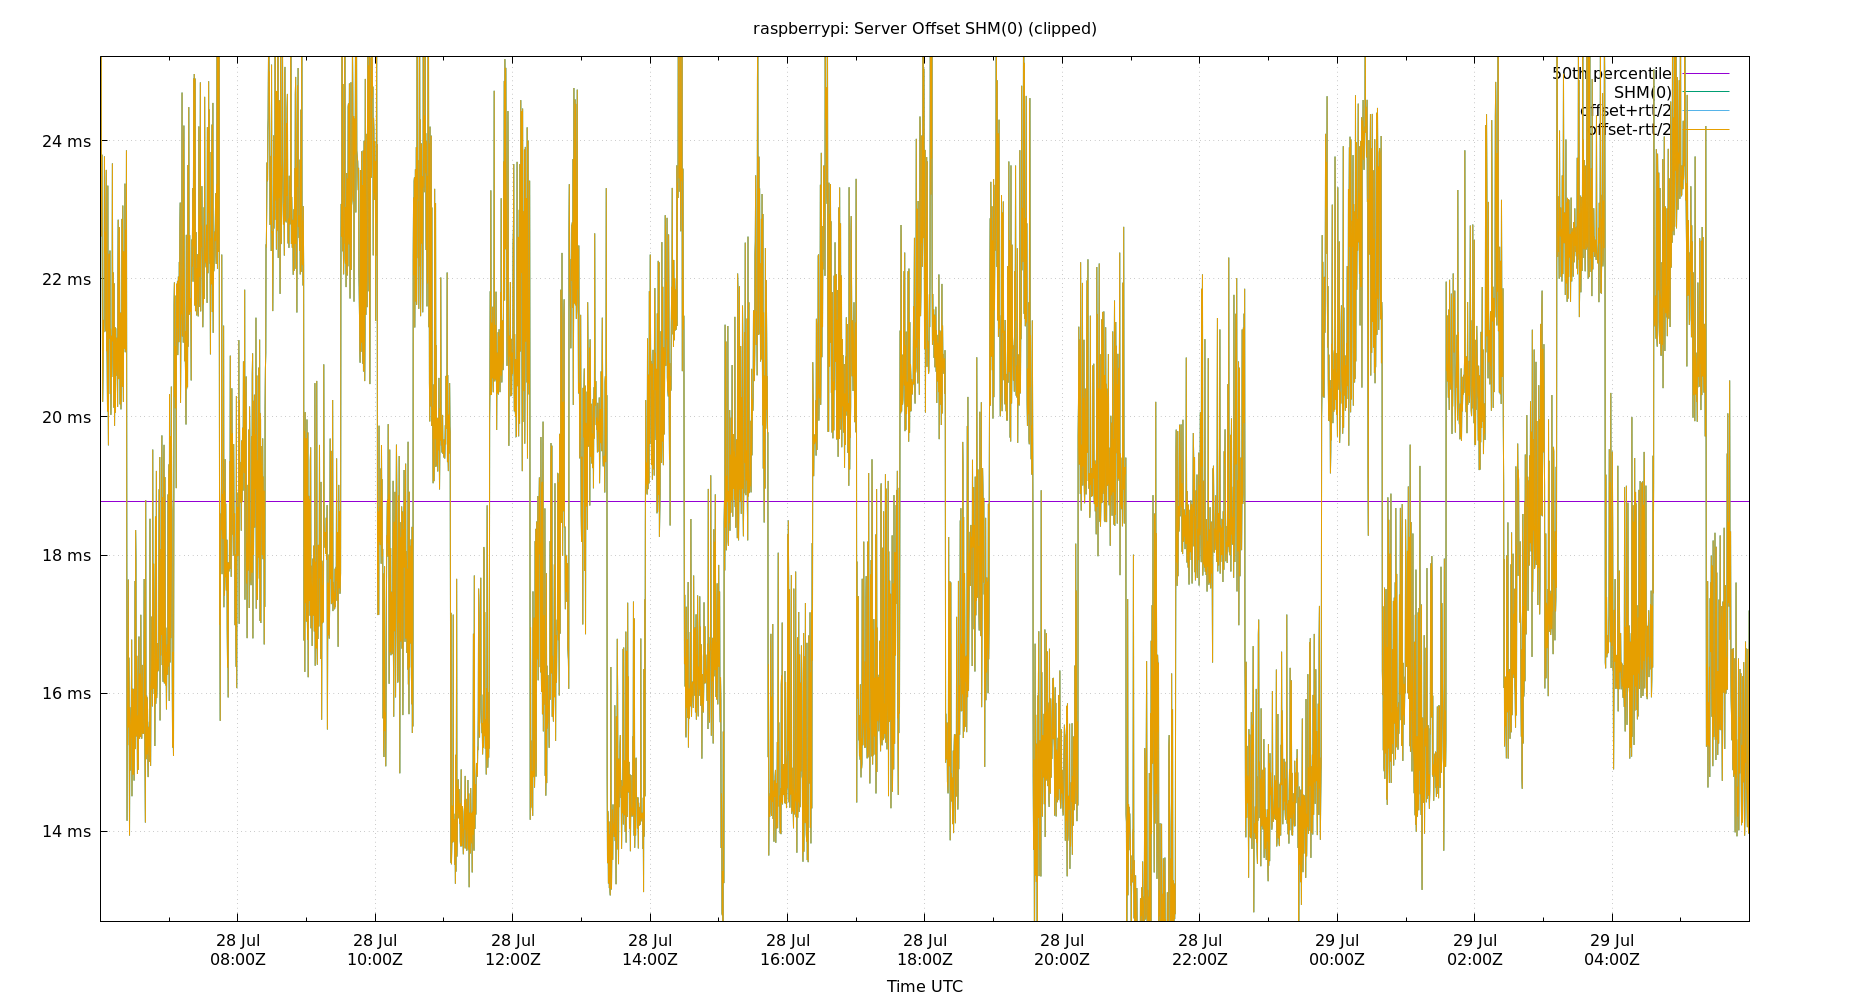 raspberrypi: Server Offset SHM(0) (clipped)
50th percentile
SHM(0)
offset+rtt/2
offset-rtt/2
24 ms
22 ms
20 ms
18 ms
16 ms
14 ms
28 Jul 28 Jul 28 Jul 28 Jul 28 Jul 28 Jul 28 Jul 28 Jul 29 Jul 29 Jul 29 Jul
08:00Z 10:00Z 12:00Z 14:00Z 16:00Z 18:00Z 20:00Z 22:00Z 00:00Z 02:00Z 04:00Z
Time UTC